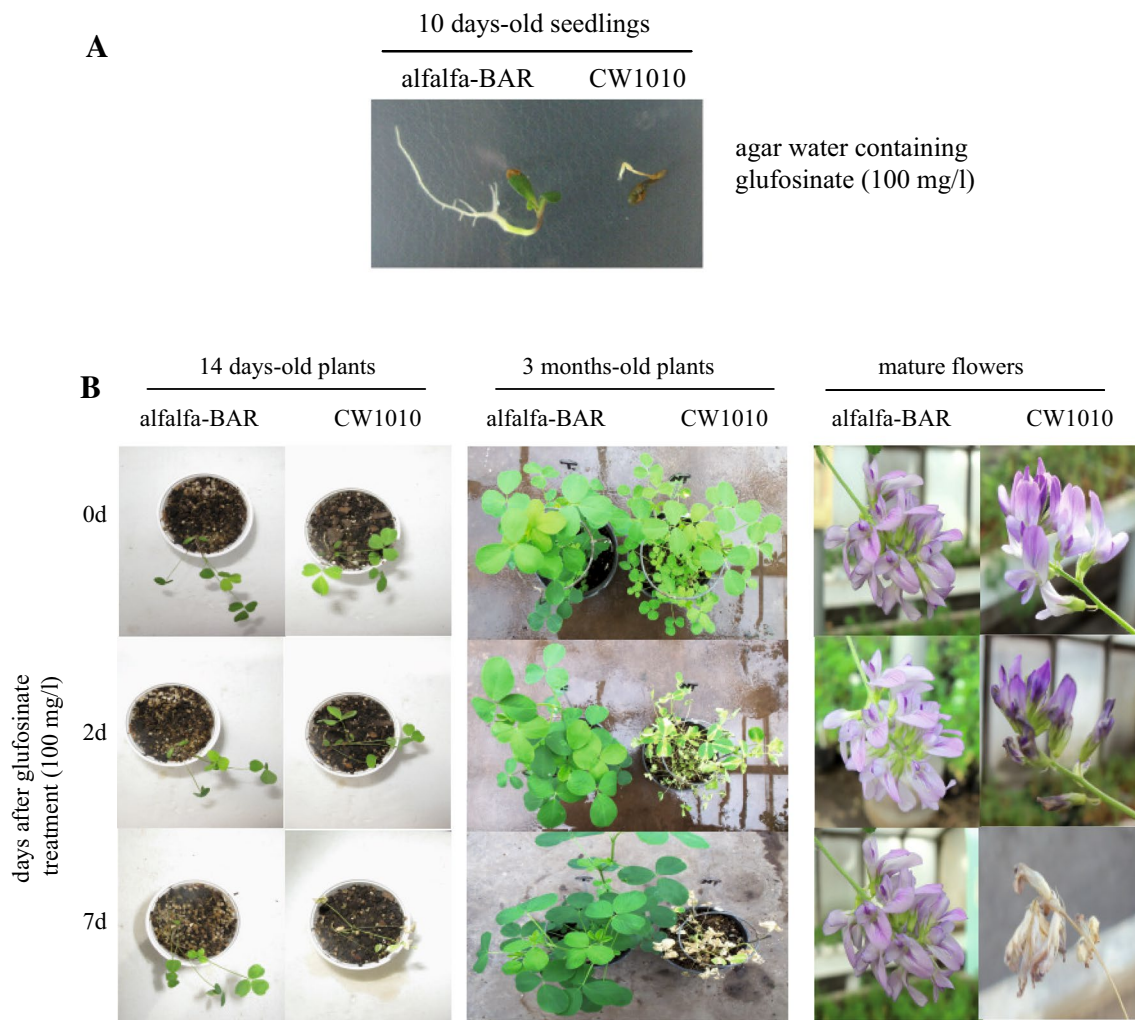 A
10 days-old seedlings
alfalfa-BAR CW1010
agar water containing
glufosinate (100 mg/l)
B
14 days-old plants 3 months-old plants mature flowers
alfalfa-BAR CW1010 alfalfa-BAR CW1010 alfalfa-BAR CW1010
0d
2d
7d
days after glufosinate
treatment (100 mg/l)